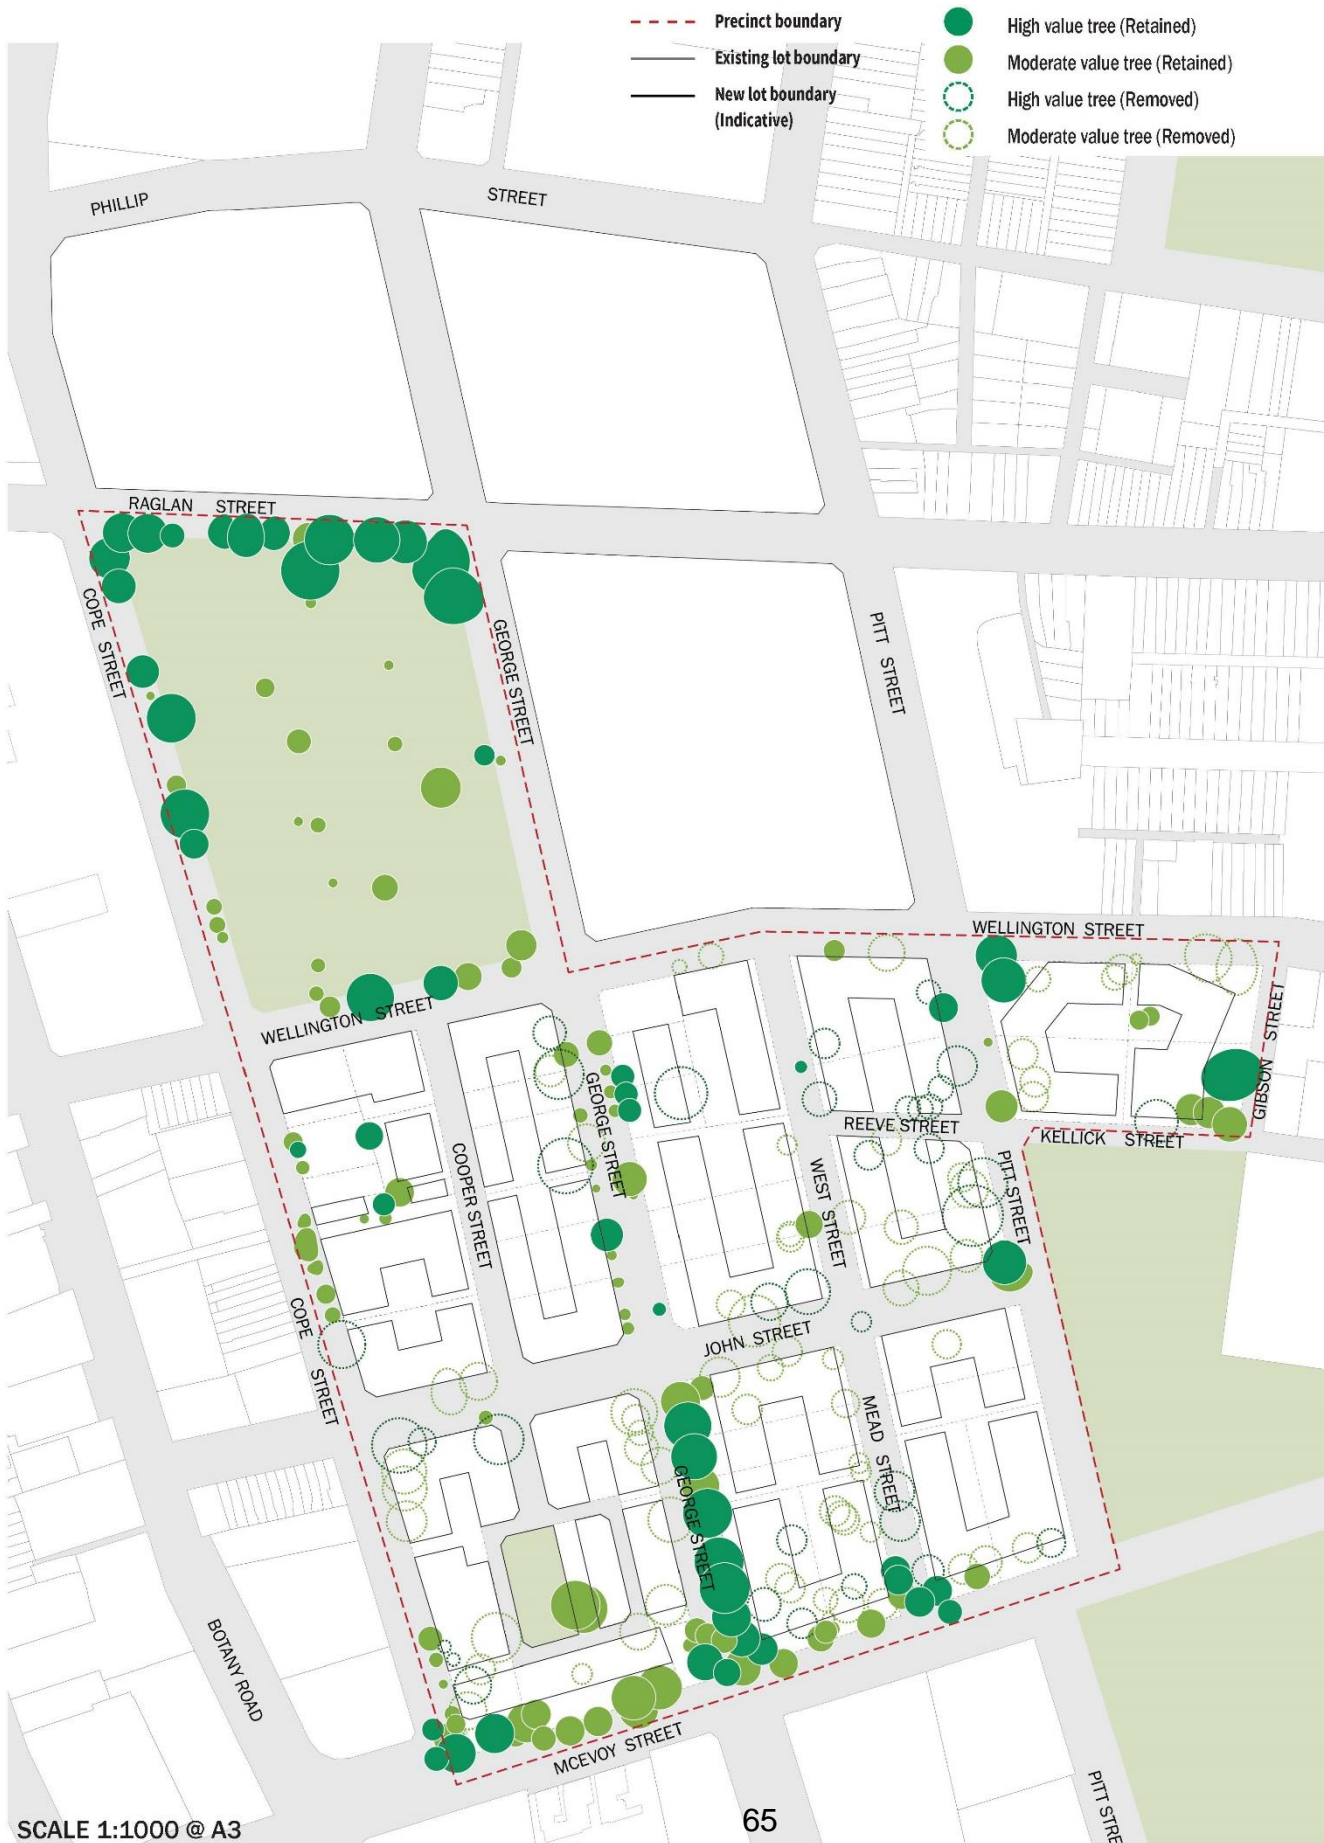 Precinct boundary
Existing lot boundary
New lot boundary
(Indicative)
High value tree (Retained)
Moderate value tree (Retained)
High value tree (Removed)
Moderate value tree (Removed)
PHILLIP STREET
RAGLAN STREET
COPE STREET
GEORGE STREET
PITT STREET
WELLINGTON STREET
WELLINGTON STREET
GIBSON STREET
GEORGE STREET
REEVE STREET
KELLICK STREET
COOPER STREET
WEST STREET
PITT STREET
COPE STREET
JOHN STREET
MEAD STREET
GEORGE STREET
BOTANY ROAD
MCEVOY STREET
PITT STRE
SCALE 1:1000 @ A3
65